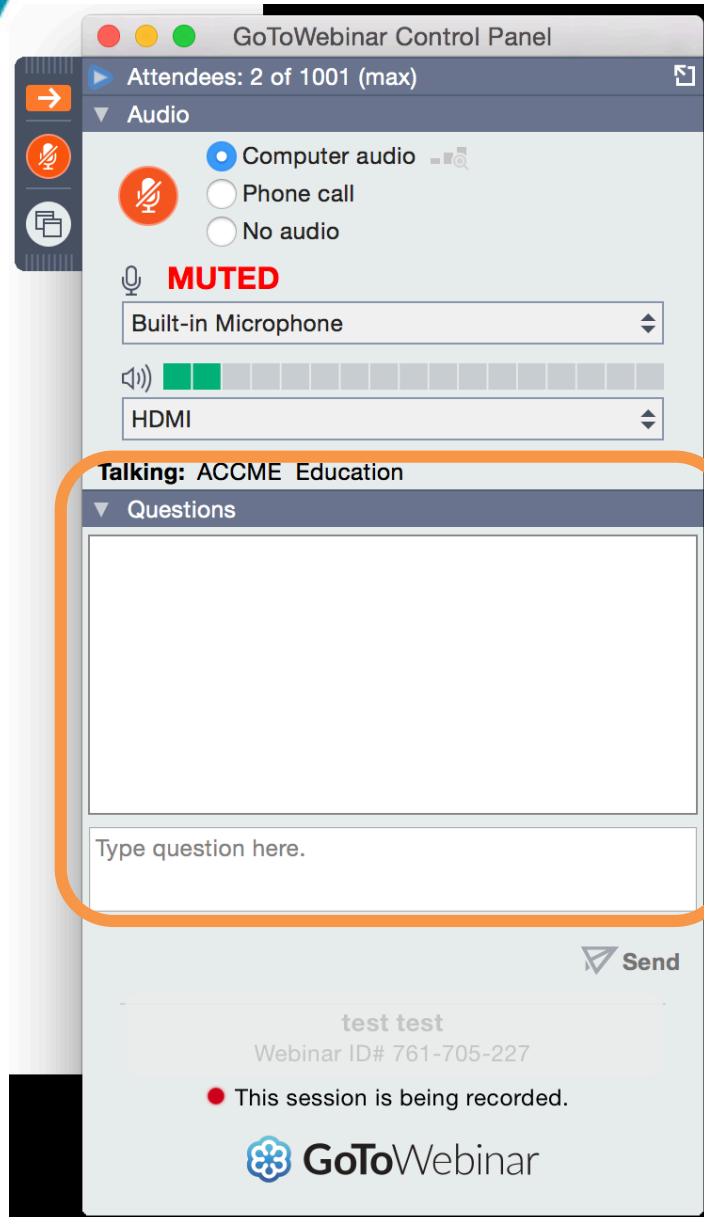 GoToWebinar Control Panel
Attendees: 2 of 1001 (max)
Audio
Computer audio
Phone call
No audio
MUTED
Built-in Microphone
HDMI
Talking: ACCME Education
Questions
Type question here.
Send
test test
Webinar ID# 761-705-227
This session is being recorded.
GoToWebinar